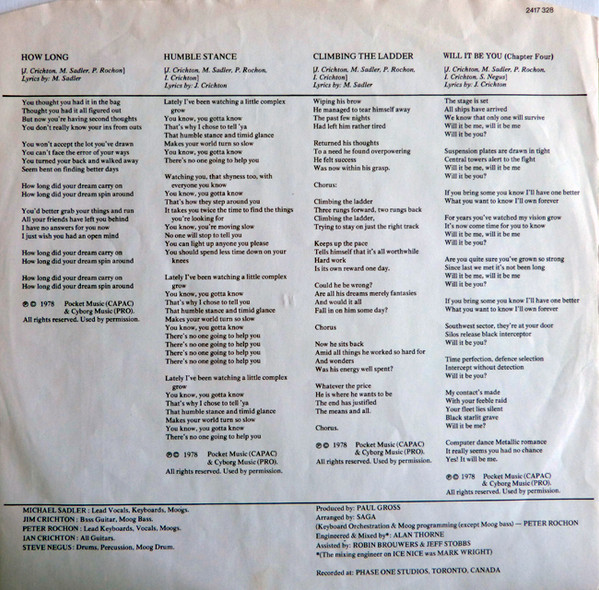 2417 328
HOW LONG
[J. Crichton, M. Sadler, P. Rochon]
Lyrics by: M. Sadler
You thought you had it in the bag
Thought you had it all figured out
But now you're having second thoughts
You don't really know your ins from outs
You won't accept the lot you've drawn
You can't face the error of your ways
You turned your back and walked away
Seem bent on finding better days
How long did your dream carry on
How long did your dream spin around
You'd better grab your things and run
All your friends have left you behind
I have no answers for you now
I just wish you had an open mind
How long did your dream carry on
How long did your dream spin around
How long did your dream carry on
How long did your dream spin around
℗© 1978 Pocket Music (CAPAC)
& Cyborg Music (PRO).
All rights reserved. Used by permission.
HUMBLE STANCE
[J. Crichton, M. Sadler, P. Rochon,
I. Crichton]
Lyrics by: J. Crichton
Lately I've been watching a little complex
grow
You know, you gotta know
That's why I chose to tell 'ya
That humble stance and timid glance
Makes your world turn so slow
You know, you gotta know
There's no one going to help you
Watching you, that shyness too, with
everyone you know
You know, you gotta know
That's how they step around you
It takes you twice the time to find the things
you're looking for
You know, you're moving slow
No one will stop to tell you
You can light up anyone you please
You should spend less time down on your
knees
Lately I've been watching a little complex
grow
You know, you gotta know
That's why I chose to tell you
That humble stance and timid glance
Makes your world turn so slow
You know, you gotta know
There's no one going to help you
There's no one going to help you
There's no one going to help you
There's no one going to help you
Lately I've been watching a little complex
grow
You know, you gotta know
That's why I chose to tell 'ya
That humble stance and timid glance
Makes your world turn so slow
You know, you gotta know
There's no one going to help you
℗© 1978 Pocket Music (CAPAC)
& Cyborg Music (PRO).
All rights reserved. Used by permission.
CLIMBING THE LADDER
[J. Crichton, M. Sadler, P. Rochon,
I. Crichton]
Lyrics by: M. Sadler
Wiping his brow
He managed to tear himself away
The past few nights
Had left him rather tired
Returned his thoughts
To a need he found overpowering
He felt success
Was now within his grasp.
Chorus:
Climbing the ladder
Three rungs forward, two rungs back
Climbing the ladder,
Trying to stay on just the right track
Keeps up the pace
Tells himself that it's all worthwhile
Hard work
Is its own reward one day.
Could he be wrong?
Are all his dreams merely fantasies
And would it all
Fall in on him some day?
Chorus
Now he sits back
Amid all things he worked so hard for
And wonders
Was his energy well spent?
Whatever the price
He is where he wants to be
The end has justified
The means and all.
Chorus.
℗© 1978 Pocket Music (CAPAC)
& Cyborg Music (PRO).
All rights reserved. Used by permission.
WILL IT BE YOU (Chapter Four)
[J. Crichton, M. Sadler, P. Rochon,
I. Crichton, S. Negus]
Lyrics by: J. Crichton
The stage is set
All ships have arrived
We know that only one will survive
Will it be me, will it be me
Will it be you?
Suspension plates are drawn in tight
Central towers alert to the fight
Will it be me, will it be me
Will it be you?
If you bring some you know I'll have one better
What you want to know I'll own forever
For years you've watched my vision grow
It's now come time for you to know
Will it be me, will it be me
Will it be you?
Are you quite sure you've grown so strong
Since last we met it's not been long
Will it be me, will it be me
Will it be you?
If you bring some you know I'll have one better
What you want to know I'll own forever
Southwest sector, they're at your door
Silos release black interceptor
Will it be you?
Time perfection, defence selection
Intercept without detection
Will it be you?
My contact's made
With your feeble raid
Your fleet lies silent
Black starlit grave
Will it be me?
Computer dance Metallic romance
It really seems you had no chance
Yes! It will be me.
℗© 1978 Pocket Music (CAPAC)
& Cyborg Music (PRO).
All rights reserved. Used by permission.
MICHAEL SADLER: Lead Vocals, Keyboards, Moogs.
JIM CRICHTON: Bass Guitar, Moog Bass.
PETER ROCHON: Lead Keyboards, Vocals, Moogs.
IAN CRICHTON: All Guitars.
STEVE NEGUS: Drums, Percussion, Moog Drum.
Produced by: PAUL GROSS
Arranged by: SAGA
(Keyboard Orchestration & Moog programming (except Moog bass) — PETER ROCHON
Engineered & Mixed by*: ALAN THORNE
Assisted by: ROBIN BROUWERS & JEFF STOBBS
*(The mixing engineer on ICE NICE was MARK WRIGHT)
Recorded at: PHASE ONE STUDIOS, TORONTO, CANADA